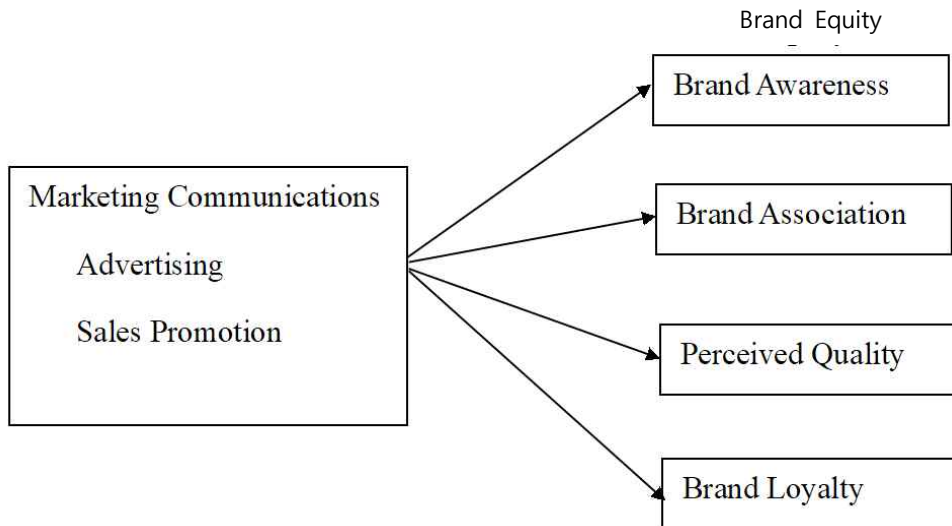 Brand Equity
Brand Awareness
Marketing Communications
Brand Association
Advertising
Sales Promotion
Perceived Quality
Brand Loyalty